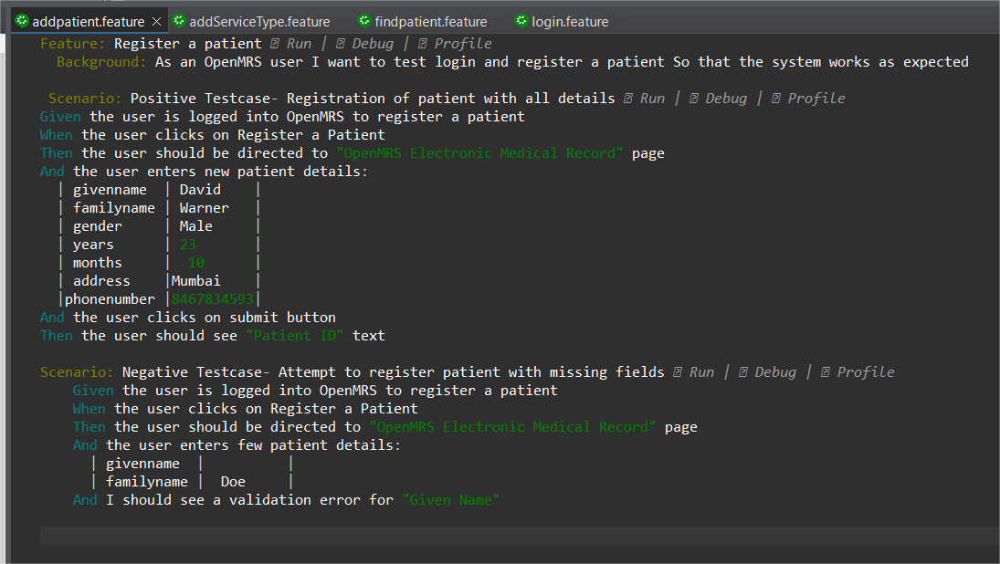 addpatient.feature addServiceType.feature findpatient.feature login.feature
Feature: Register a patient Run | Debug | Profile
Background: As an OpenMRS user I want to test login and register a patient So that the system works as expected
Scenario: Positive Testcase- Registration of patient with all details Run | Debug | Profile
Given the user is logged into OpenMRS to register a patient
When the user clicks on Register a Patient
Then the user should be directed to "OpenMRS Electronic Medical Record" page
And the user enters new patient details:
| givenname | David |
| familyname | Warner |
| gender | Male |
| years | 23 |
| months | 10 |
| address |Mumbai |
|phonenumber |8467834593|
And the user clicks on submit button
Then the user should see "Patient ID" text
Scenario: Negative Testcase- Attempt to register patient with missing fields Run | Debug | Profile
Given the user is logged into OpenMRS to register a patient
When the user clicks on Register a Patient
Then the user should be directed to "OpenMRS Electronic Medical Record" page
And the user enters few patient details:
| givenname | |
| familyname | Doe |
And I should see a validation error for "Given Name"